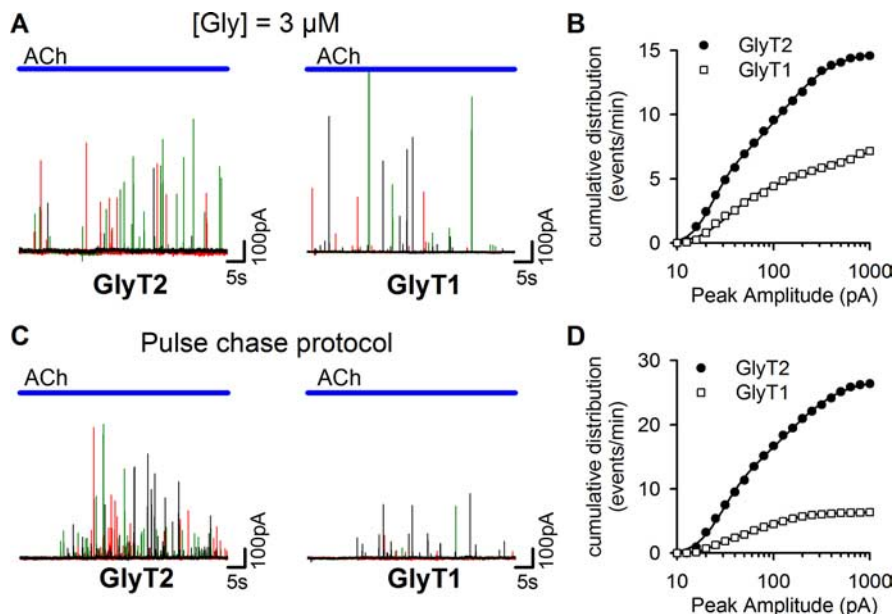 A
[Gly] = 3 µM
ACh
ACh
100pA
5s
100pA
5s
GlyT2
GlyT1
B
GlyT2
GlyT1
cumulative distribution
(events/min)
15
10
5
0
10
100
1000
Peak Amplitude (pA)
C
Pulse chase protocol
ACh
ACh
100pA
5s
100pA
5s
GlyT2
GlyT1
D
GlyT2
GlyT1
cumulative distribution
(events/min)
30
20
10
0
10
100
1000
Peak Amplitude (pA)